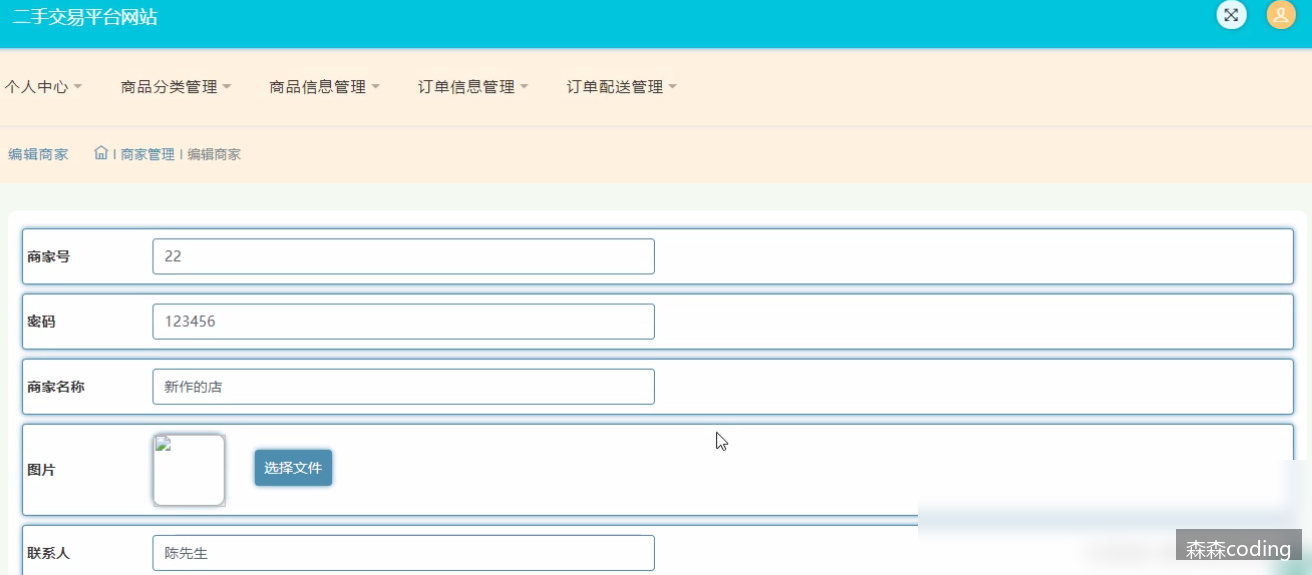 二手交易平台网站
个人中心 商品分类管理 商品信息管理 订单信息管理 订单配送管理
编辑商家 | 商家管理 | 编辑商家
商家号 22
密码 123456
商家名称 新作的店
图片 选择文件
联系人 陈先生
森森coding